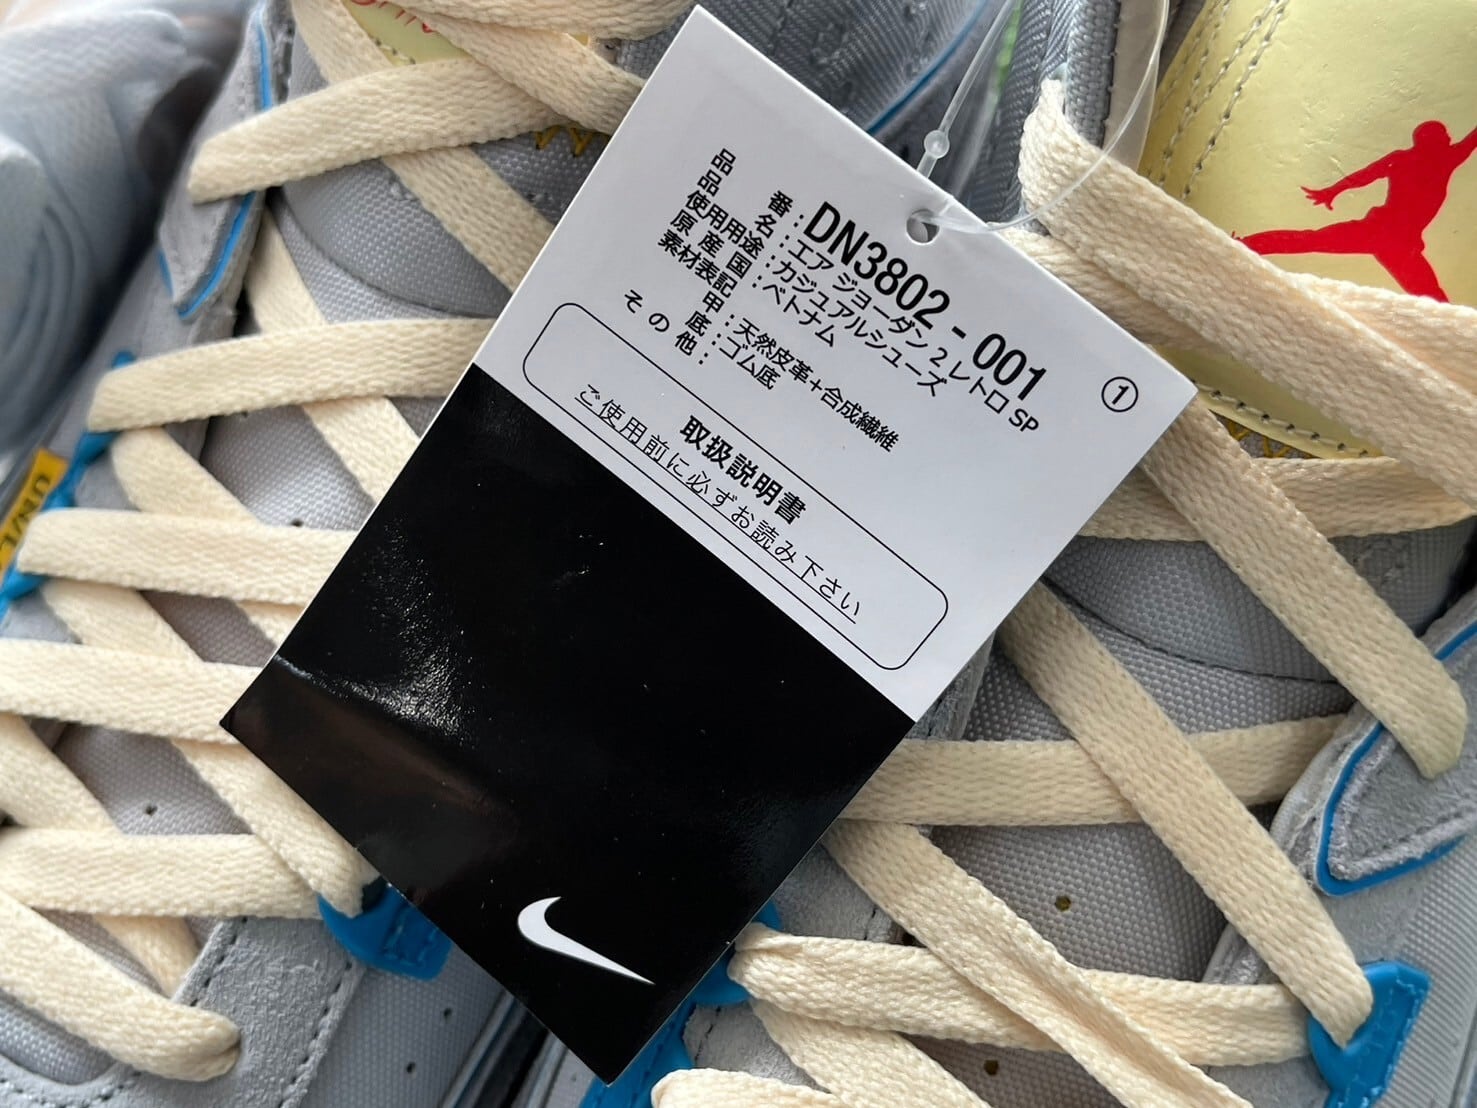 品番：DN3802-001
品名：エア ジョーダン 2 レトロ SP
使用用途：カジュアルシューズ
原産国：ベトナム
素材表記
甲：天然皮革+合成繊維
底：ゴム底
その他：
①
取扱説明書
ご使用前に必ずお読み下さい